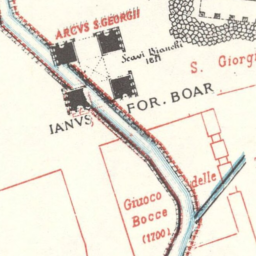 ARCVS S. GEORGII
Scavi Bianchi
1871
S. Giorgi
FOR. BOAR
IANVS
Giuoco delle
Bocce
(1700)